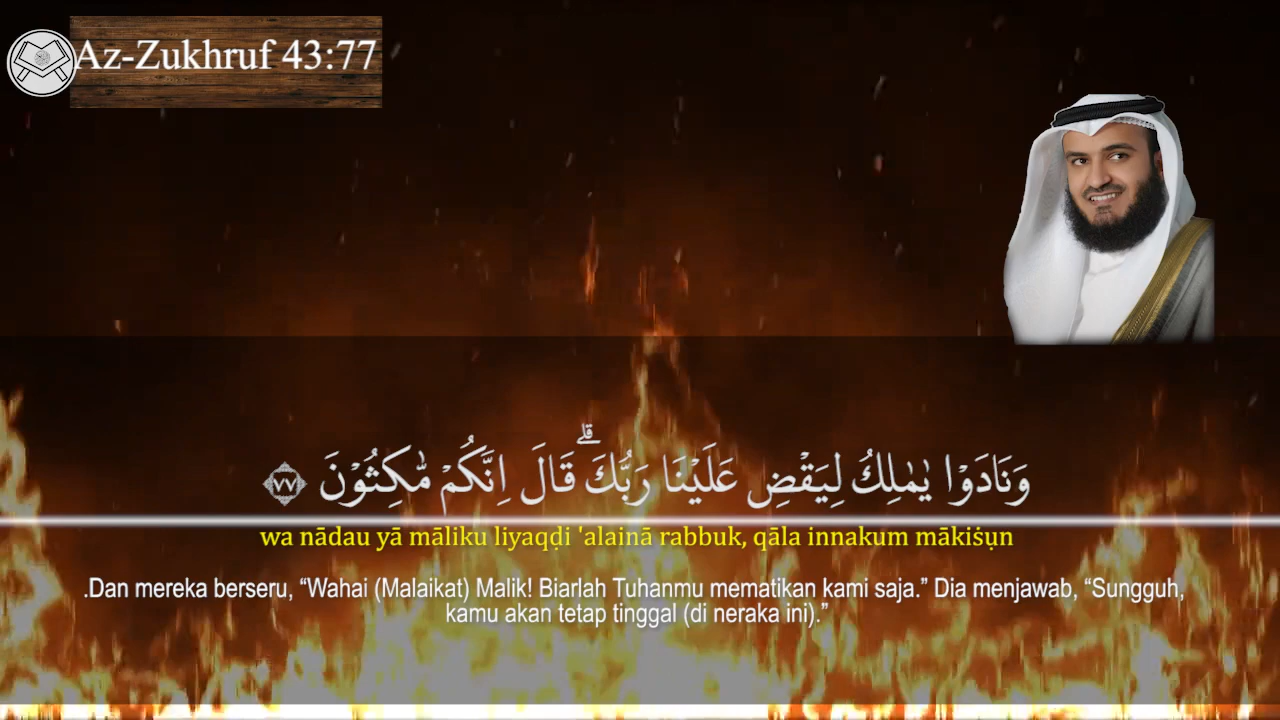 Az-Zukhruf 43:77
وَنَادَوْا يٰمٰلِكُ لِيَقْضِ عَلَيْنَا رَبُّكَۗ قَالَ اِنَّكُمْ مّٰكِثُوْنَ ٧٧
wa nādau yā māliku liyaqḍi 'alainā rabbuk, qāla innakum mākiṡụn
.Dan mereka berseru, “Wahai (Malaikat) Malik! Biarlah Tuhanmu mematikan kami saja.” Dia menjawab, “Sungguh,
kamu akan tetap tinggal (di neraka ini).”